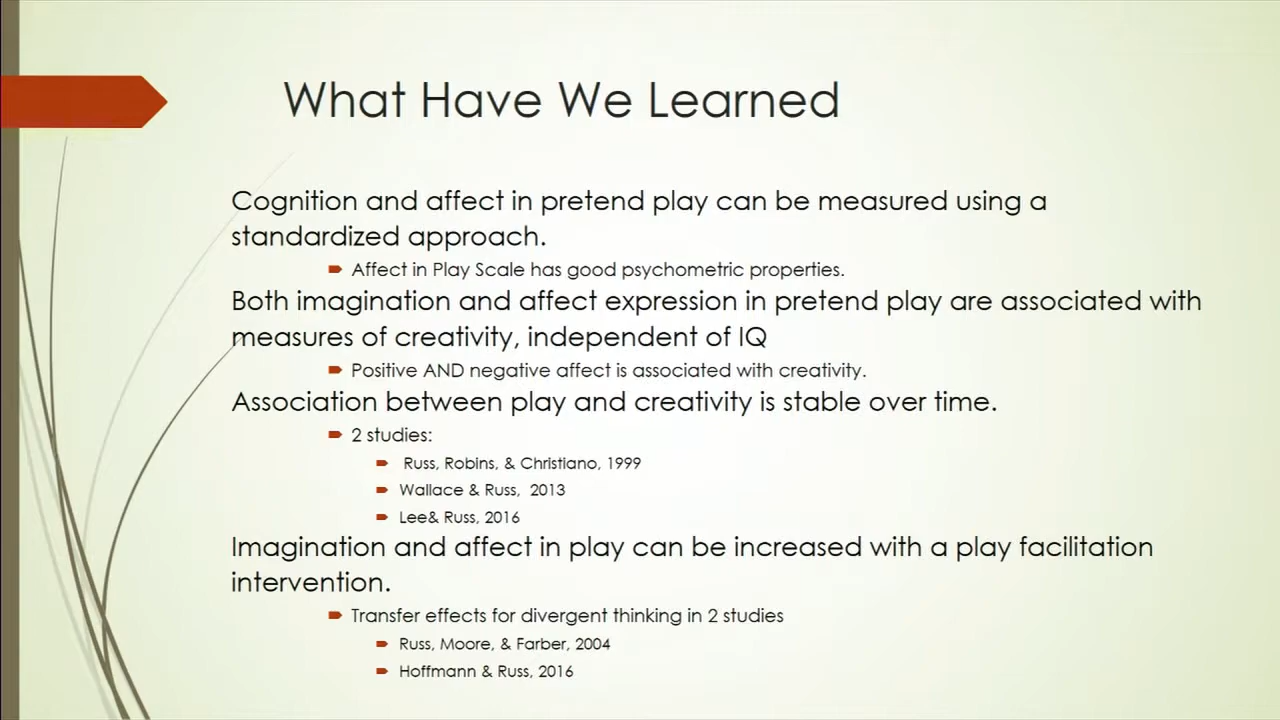 What Have We Learned
Cognition and affect in pretend play can be measured using a
standardized approach.
Affect in Play Scale has good psychometric properties.
Both imagination and affect expression in pretend play are associated with
measures of creativity, independent of IQ
Positive AND negative affect is associated with creativity.
Association between play and creativity is stable over time.
2 studies:
Russ, Robins, & Christiano, 1999
Wallace & Russ,  2013
Lee& Russ, 2016
Imagination and affect in play can be increased with a play facilitation
intervention.
Transfer effects for divergent thinking in 2 studies
Russ, Moore, & Farber, 2004
Hoffmann & Russ, 2016